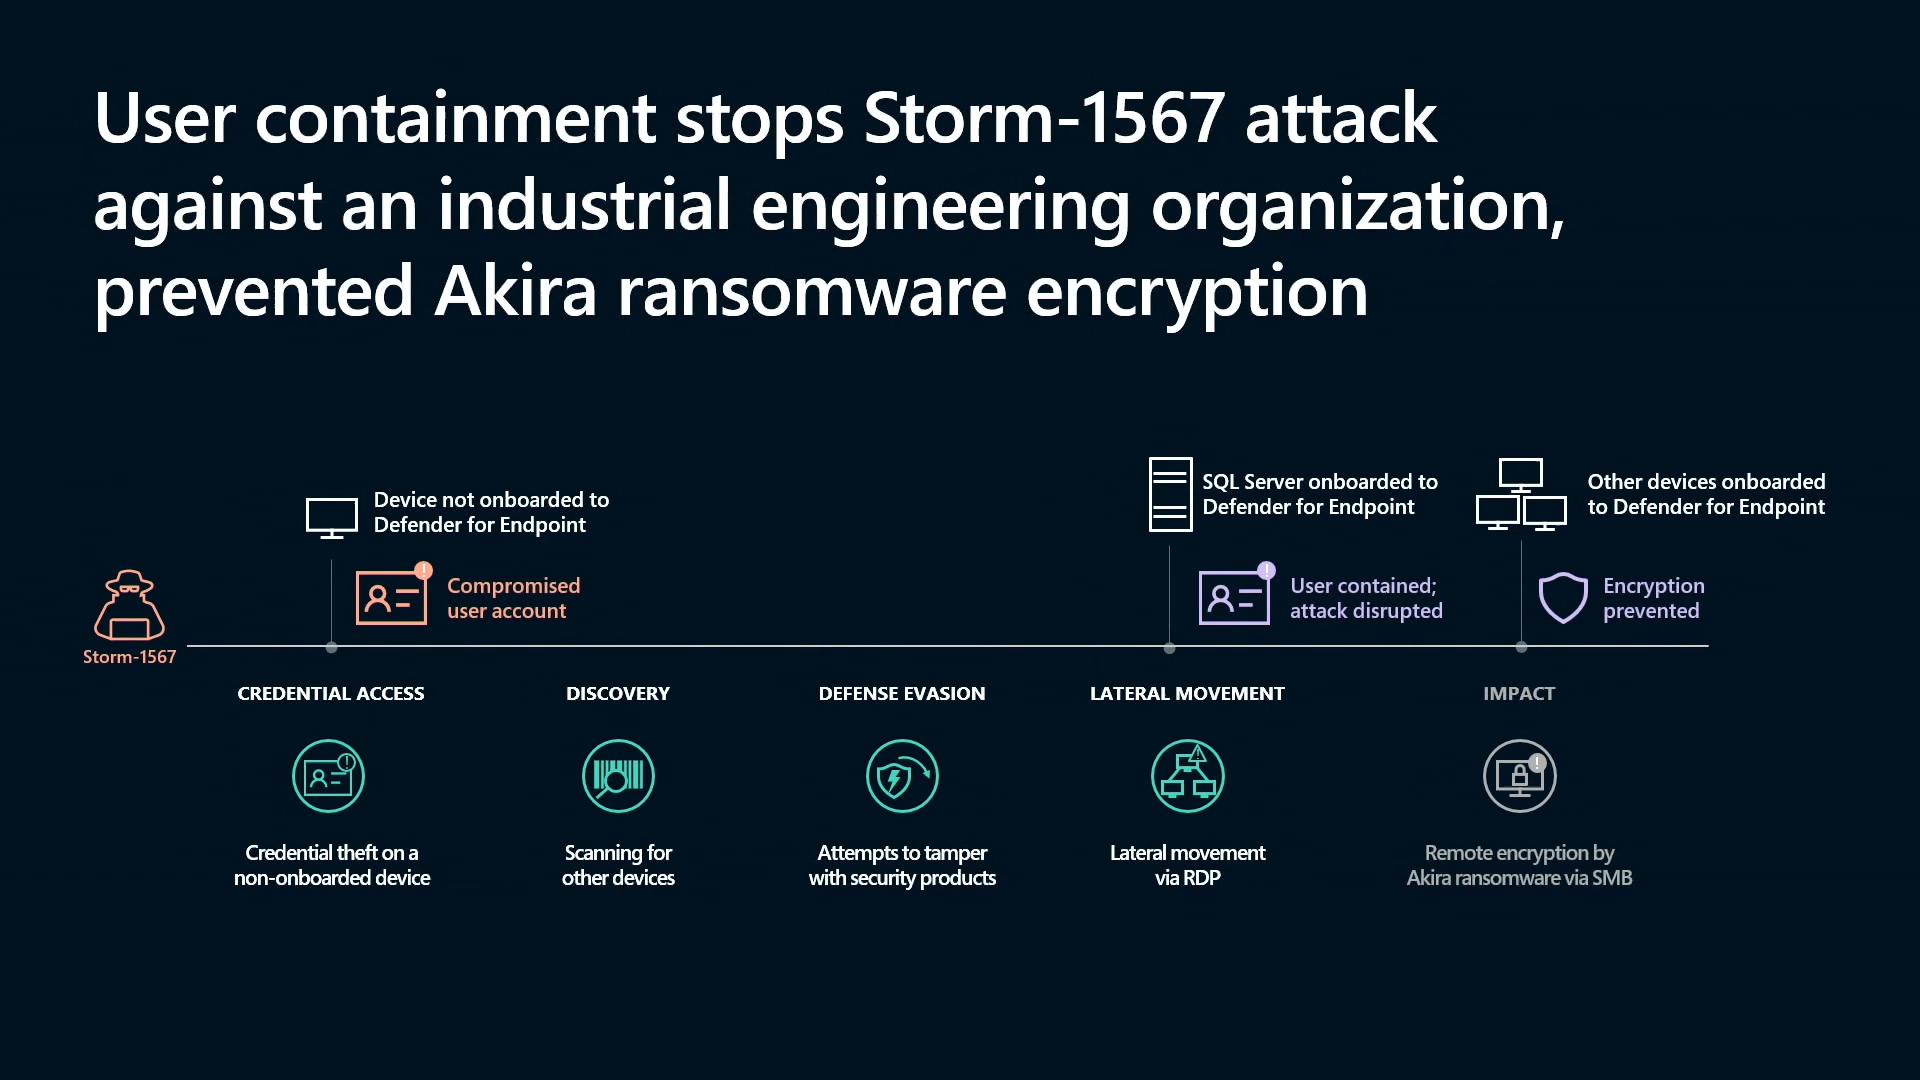 User containment stops Storm-1567 attack
against an industrial engineering organization,
prevented Akira ransomware encryption
Device not onboarded to
Defender for Endpoint
SQL Server onboarded to
Defender for Endpoint
Other devices onboarded
to Defender for Endpoint
Compromised
user account
User contained;
attack disrupted
Encryption
prevented
Storm-1567
CREDENTIAL ACCESS
DISCOVERY
DEFENSE EVASION
LATERAL MOVEMENT
IMPACT
Credential theft on a
non-onboarded device
Scanning for
other devices
Attempts to tamper
with security products
Lateral movement
via RDP
Remote encryption by
Akira ransomware via SMB